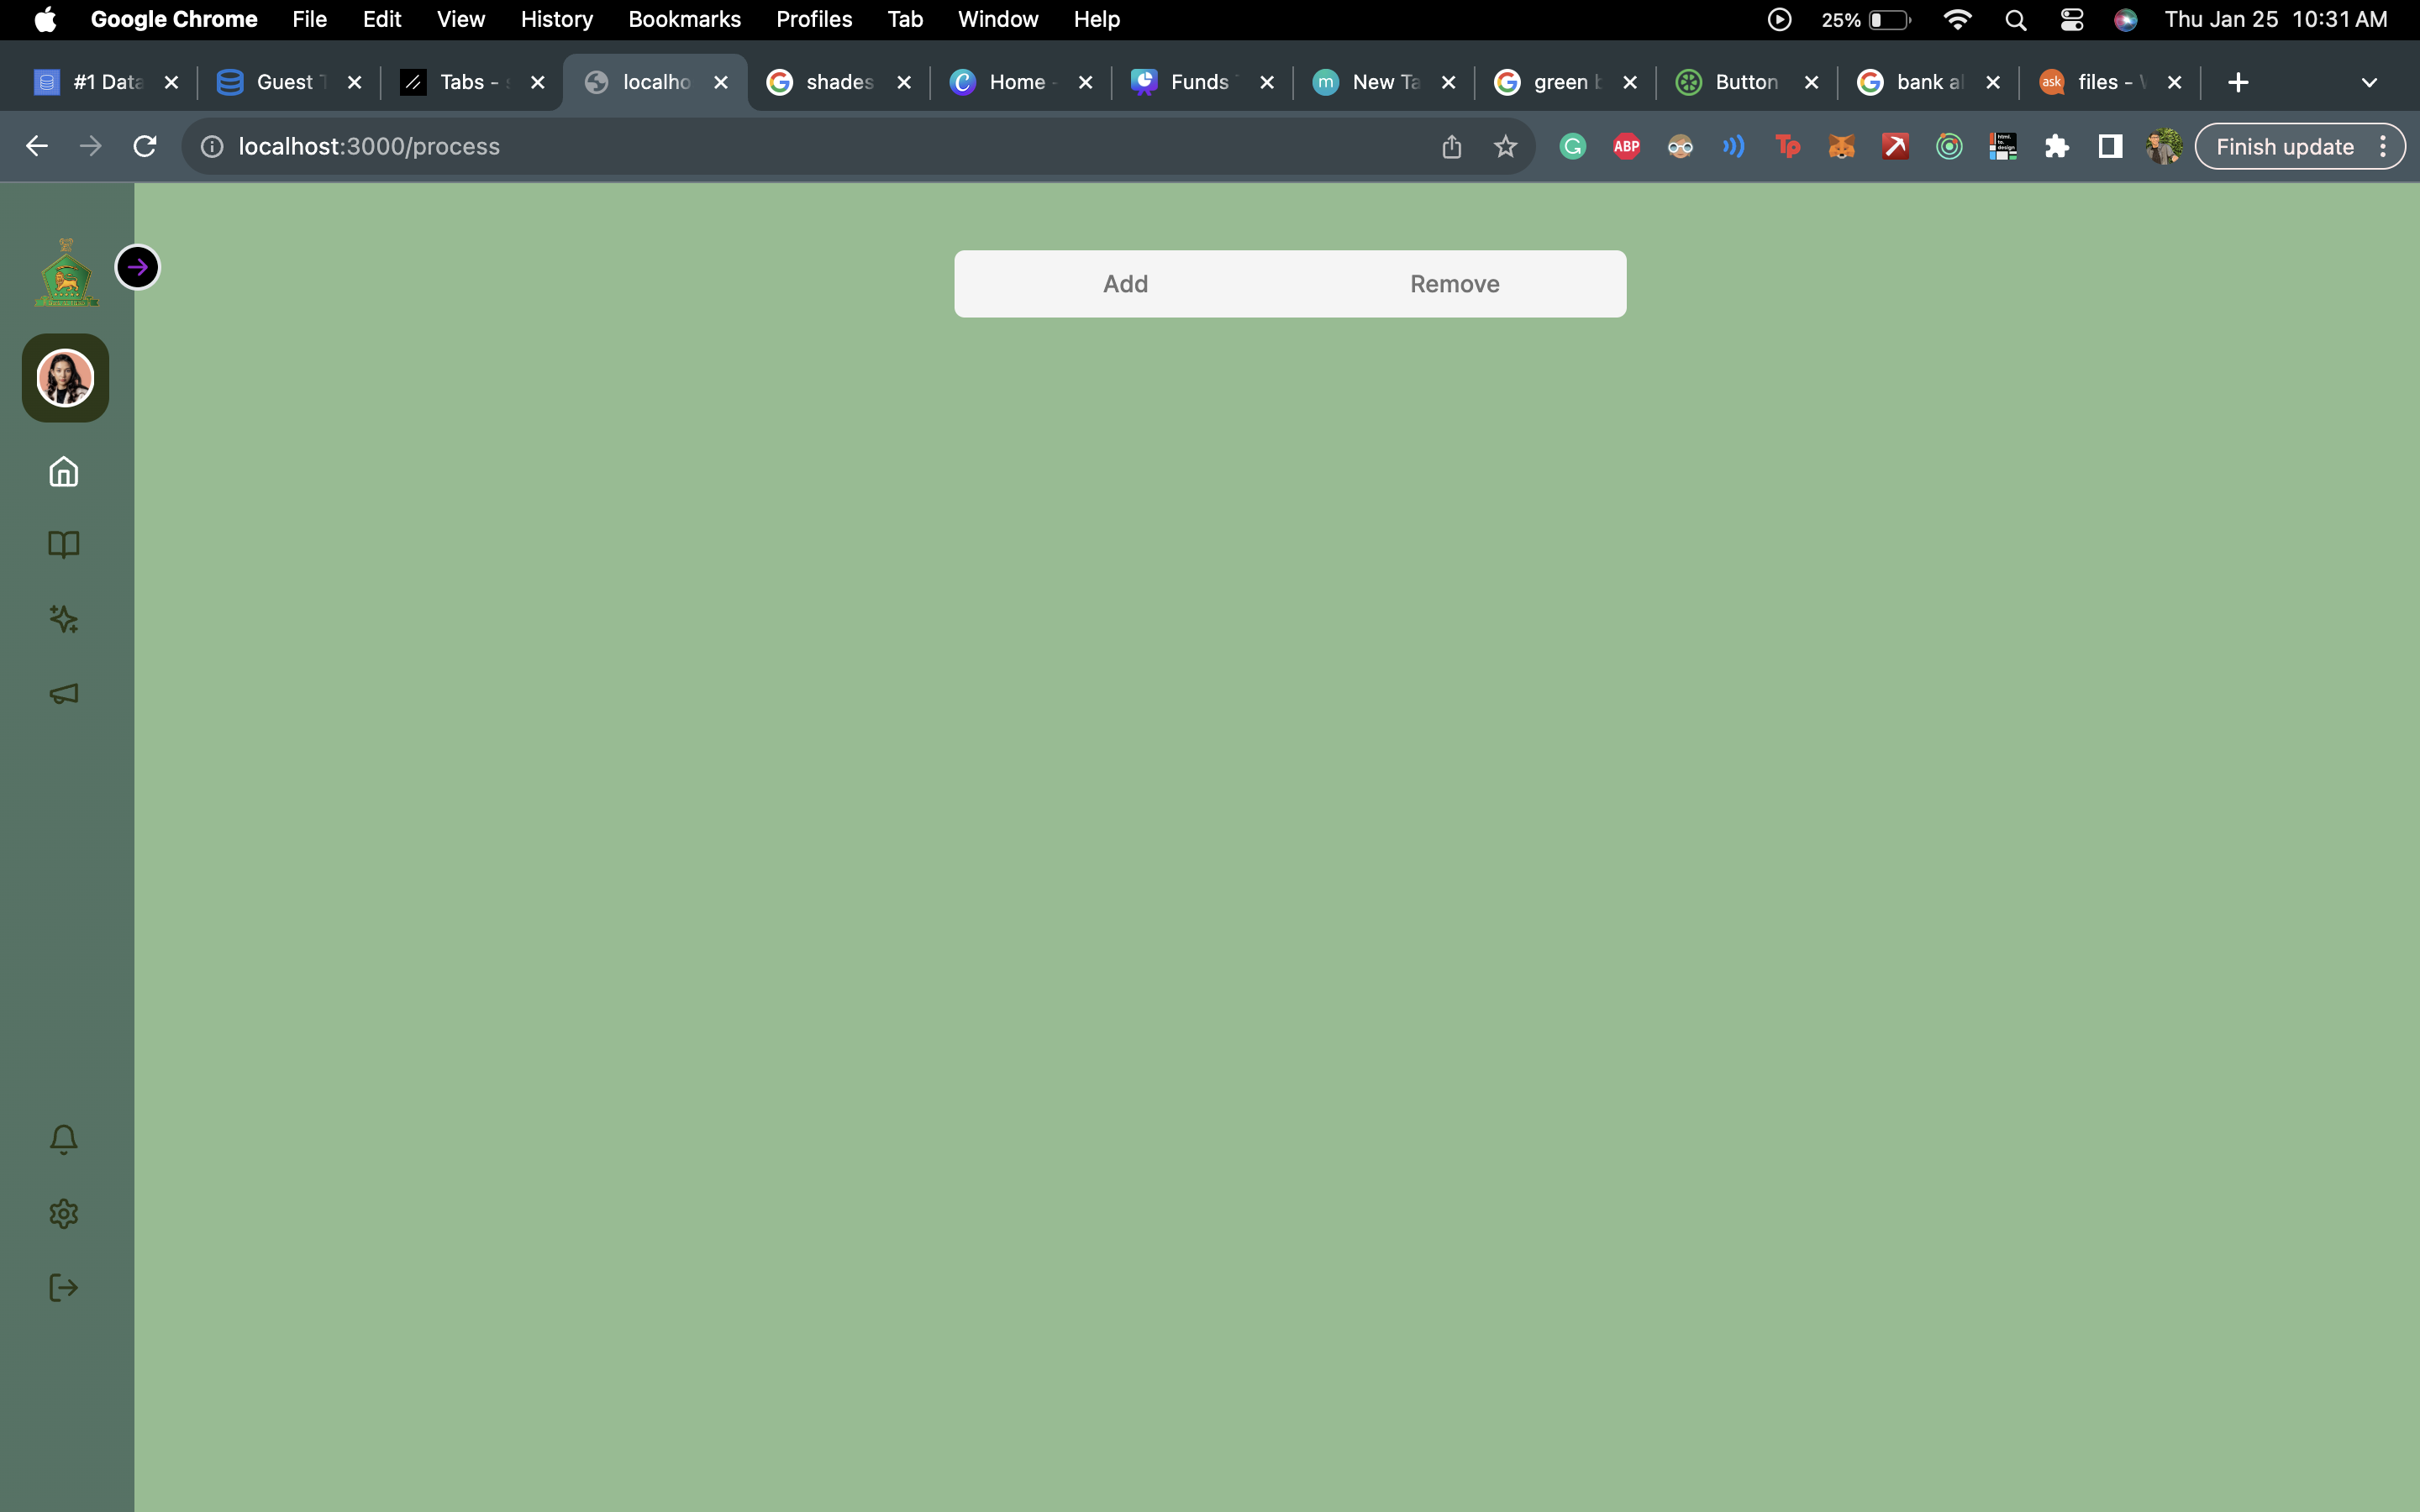 Google Chrome File Edit View History Bookmarks Profiles Tab Window Help 25% Thu Jan 25 10:31 AM
#1 Data Guest Tabs - localho shades Home - Funds New Ta m green Button bank al ask files -
localhost:3000/process G ABP Tp Finish update
Add Remove